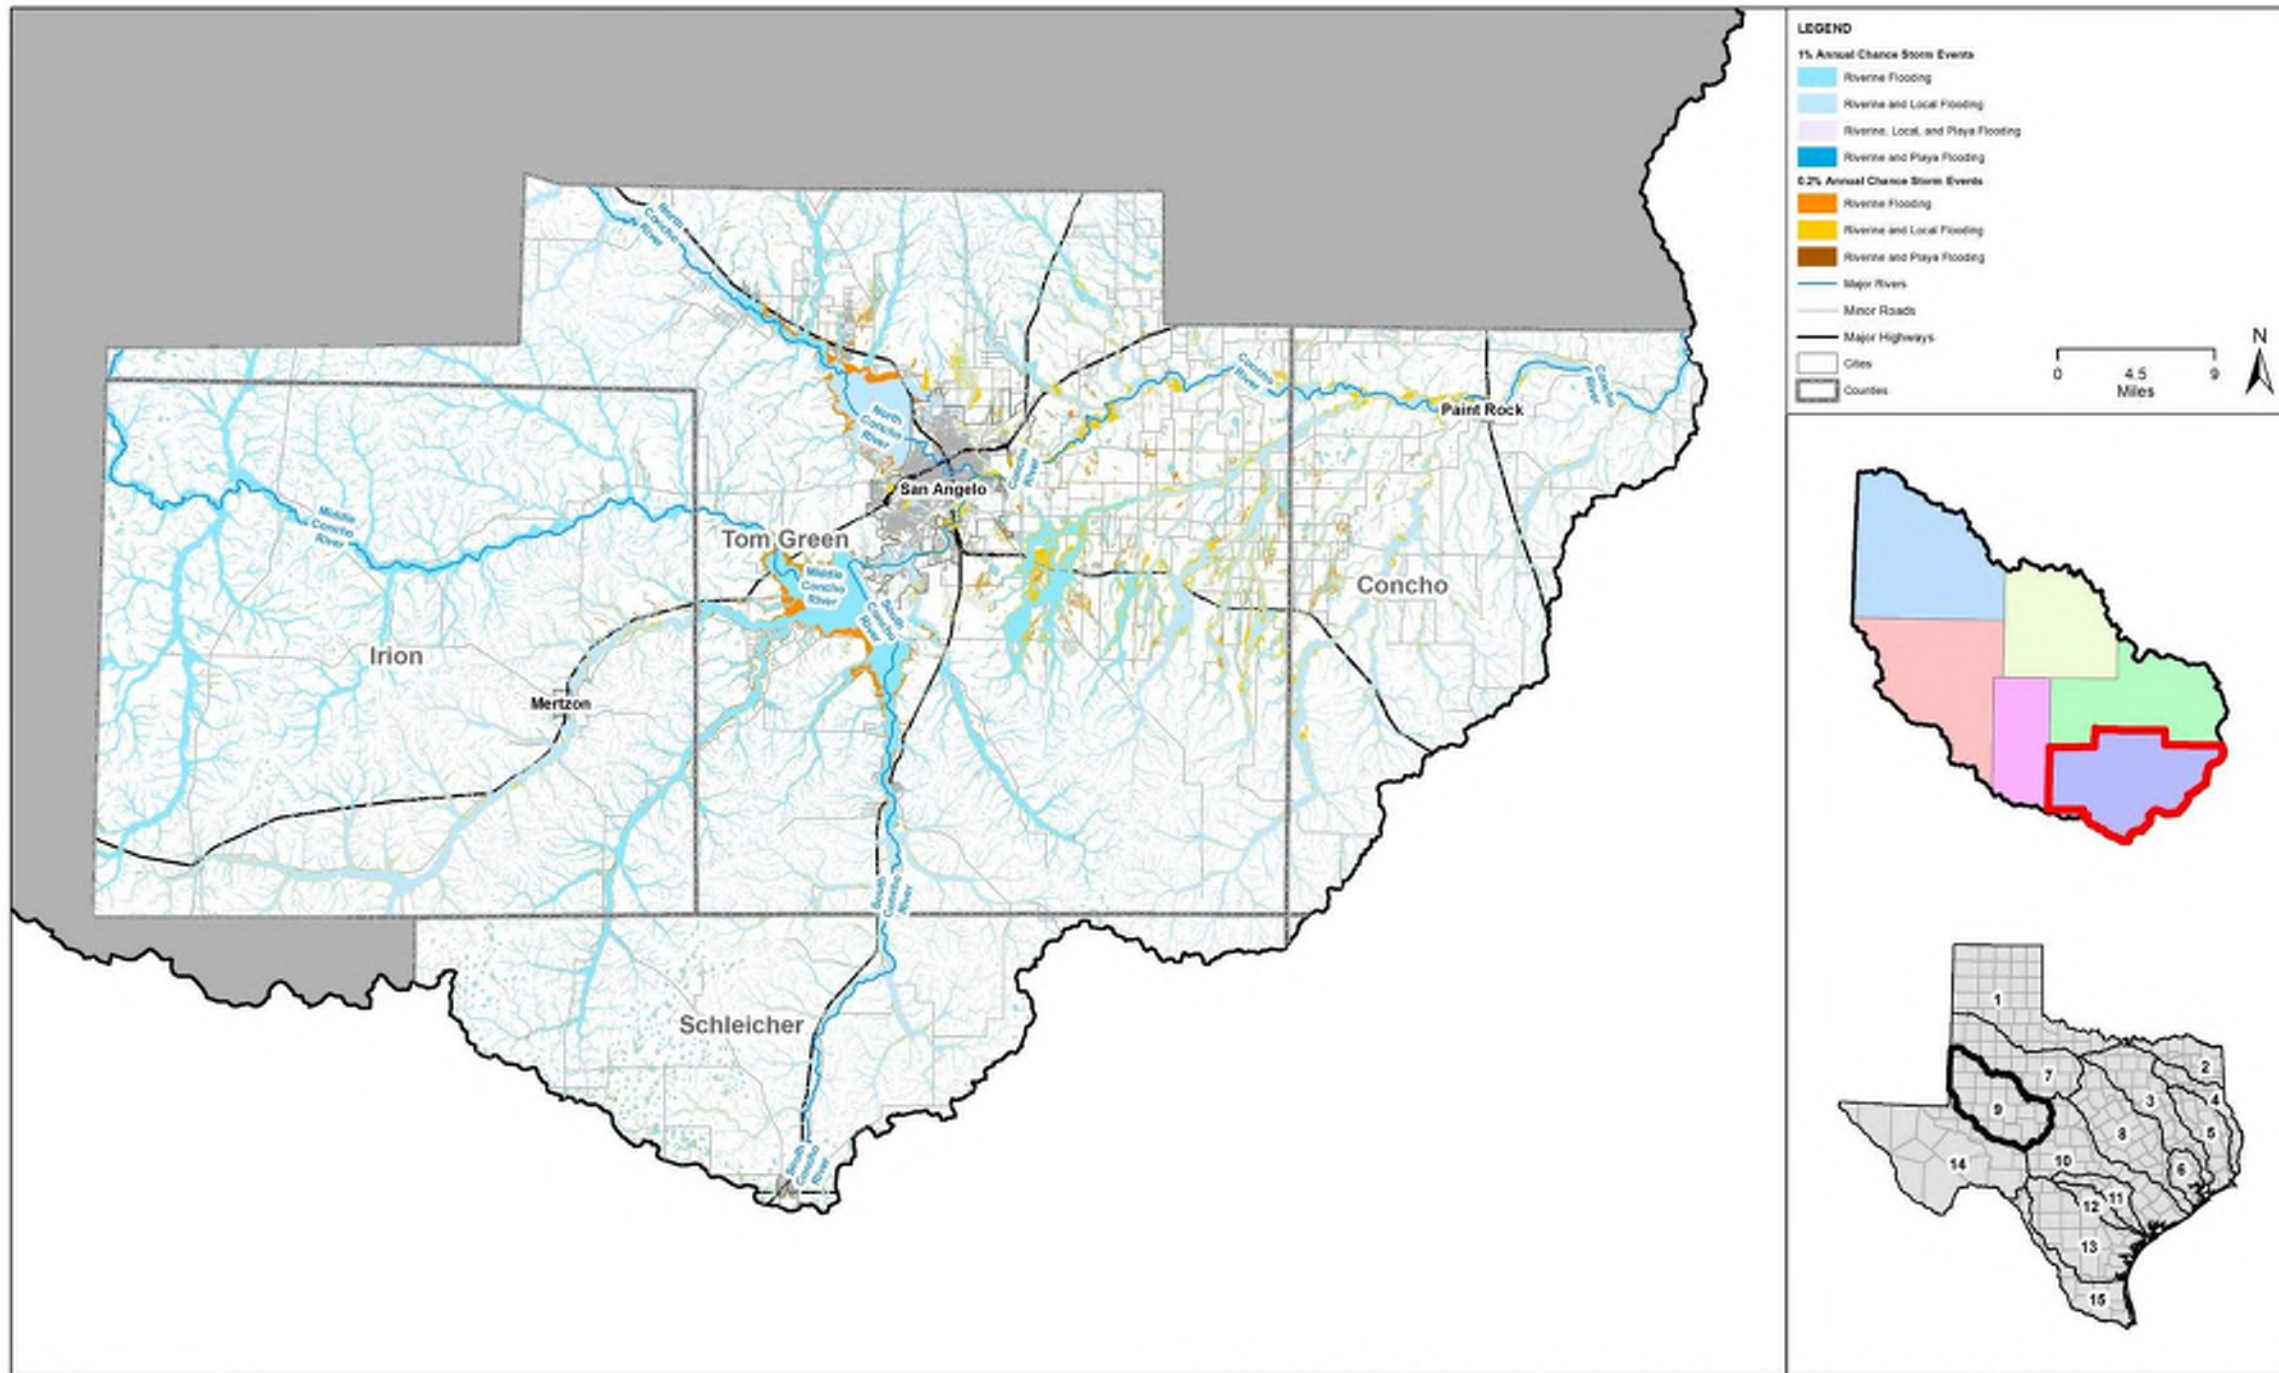 LEGEND
1% Annual Chance Storm Events
Riverine Flooding
Riverine and Local Flooding
Riverine, Local, and Playa Flooding
Riverine and Playa Flooding
0.2% Annual Chance Storm Events
Riverine Flooding
Riverine and Local Flooding
Riverine and Playa Flooding
Major Rivers
Minor Roads
Major Highways
Cities
Counties
N
0 4.5 9
Miles
North
Concho
River
Concho
River
Concho
River
Paint Rock
North
Concho
River
Concho
River
San Angelo
Middle
Concho
River
Tom Green
Middle
Concho
River
South
Concho
River
Concho
Irion
Mertzon
South
Concho
River
Schleicher
South
Concho
River
1
2
7
3
4
9
8
5
14
10
6
11
12
13
15